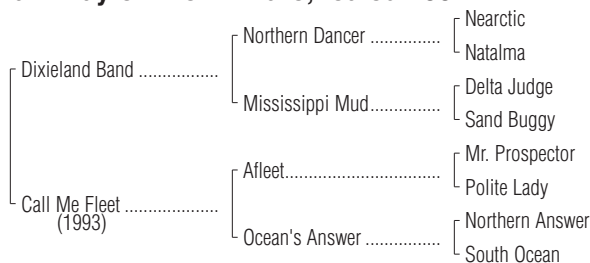 Northern Dancer ............... Nearctic
Natalma
Dixieland Band .................
Mississippi Mud............... Delta Judge
Sand Buggy
Afleet................................. Mr. Prospector
Polite Lady
Call Me Fleet ....................
(1993)
Ocean's Answer ................ Northern Answer
South Ocean